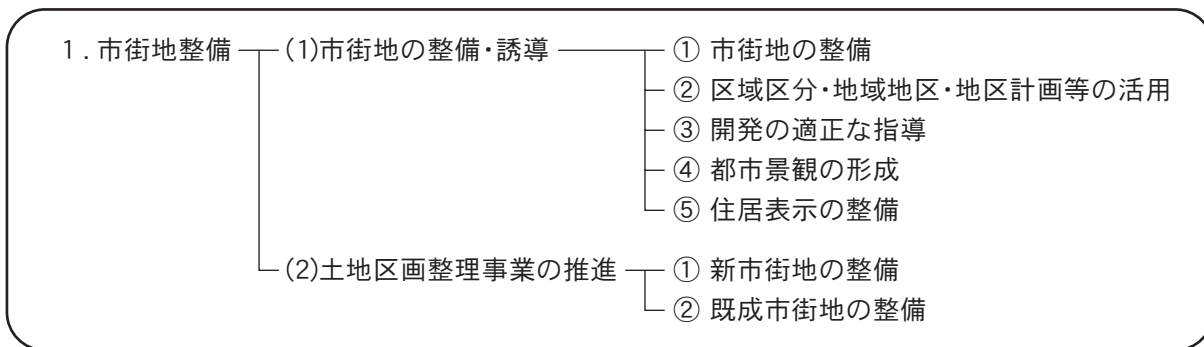 1．市街地整備 (1)市街地の整備・誘導 ① 市街地の整備
② 区域区分・地域地区・地区計画等の活用
③ 開発の適正な指導
④ 都市景観の形成
⑤ 住居表示の整備
(2)土地区画整理事業の推進 ① 新市街地の整備
② 既成市街地の整備